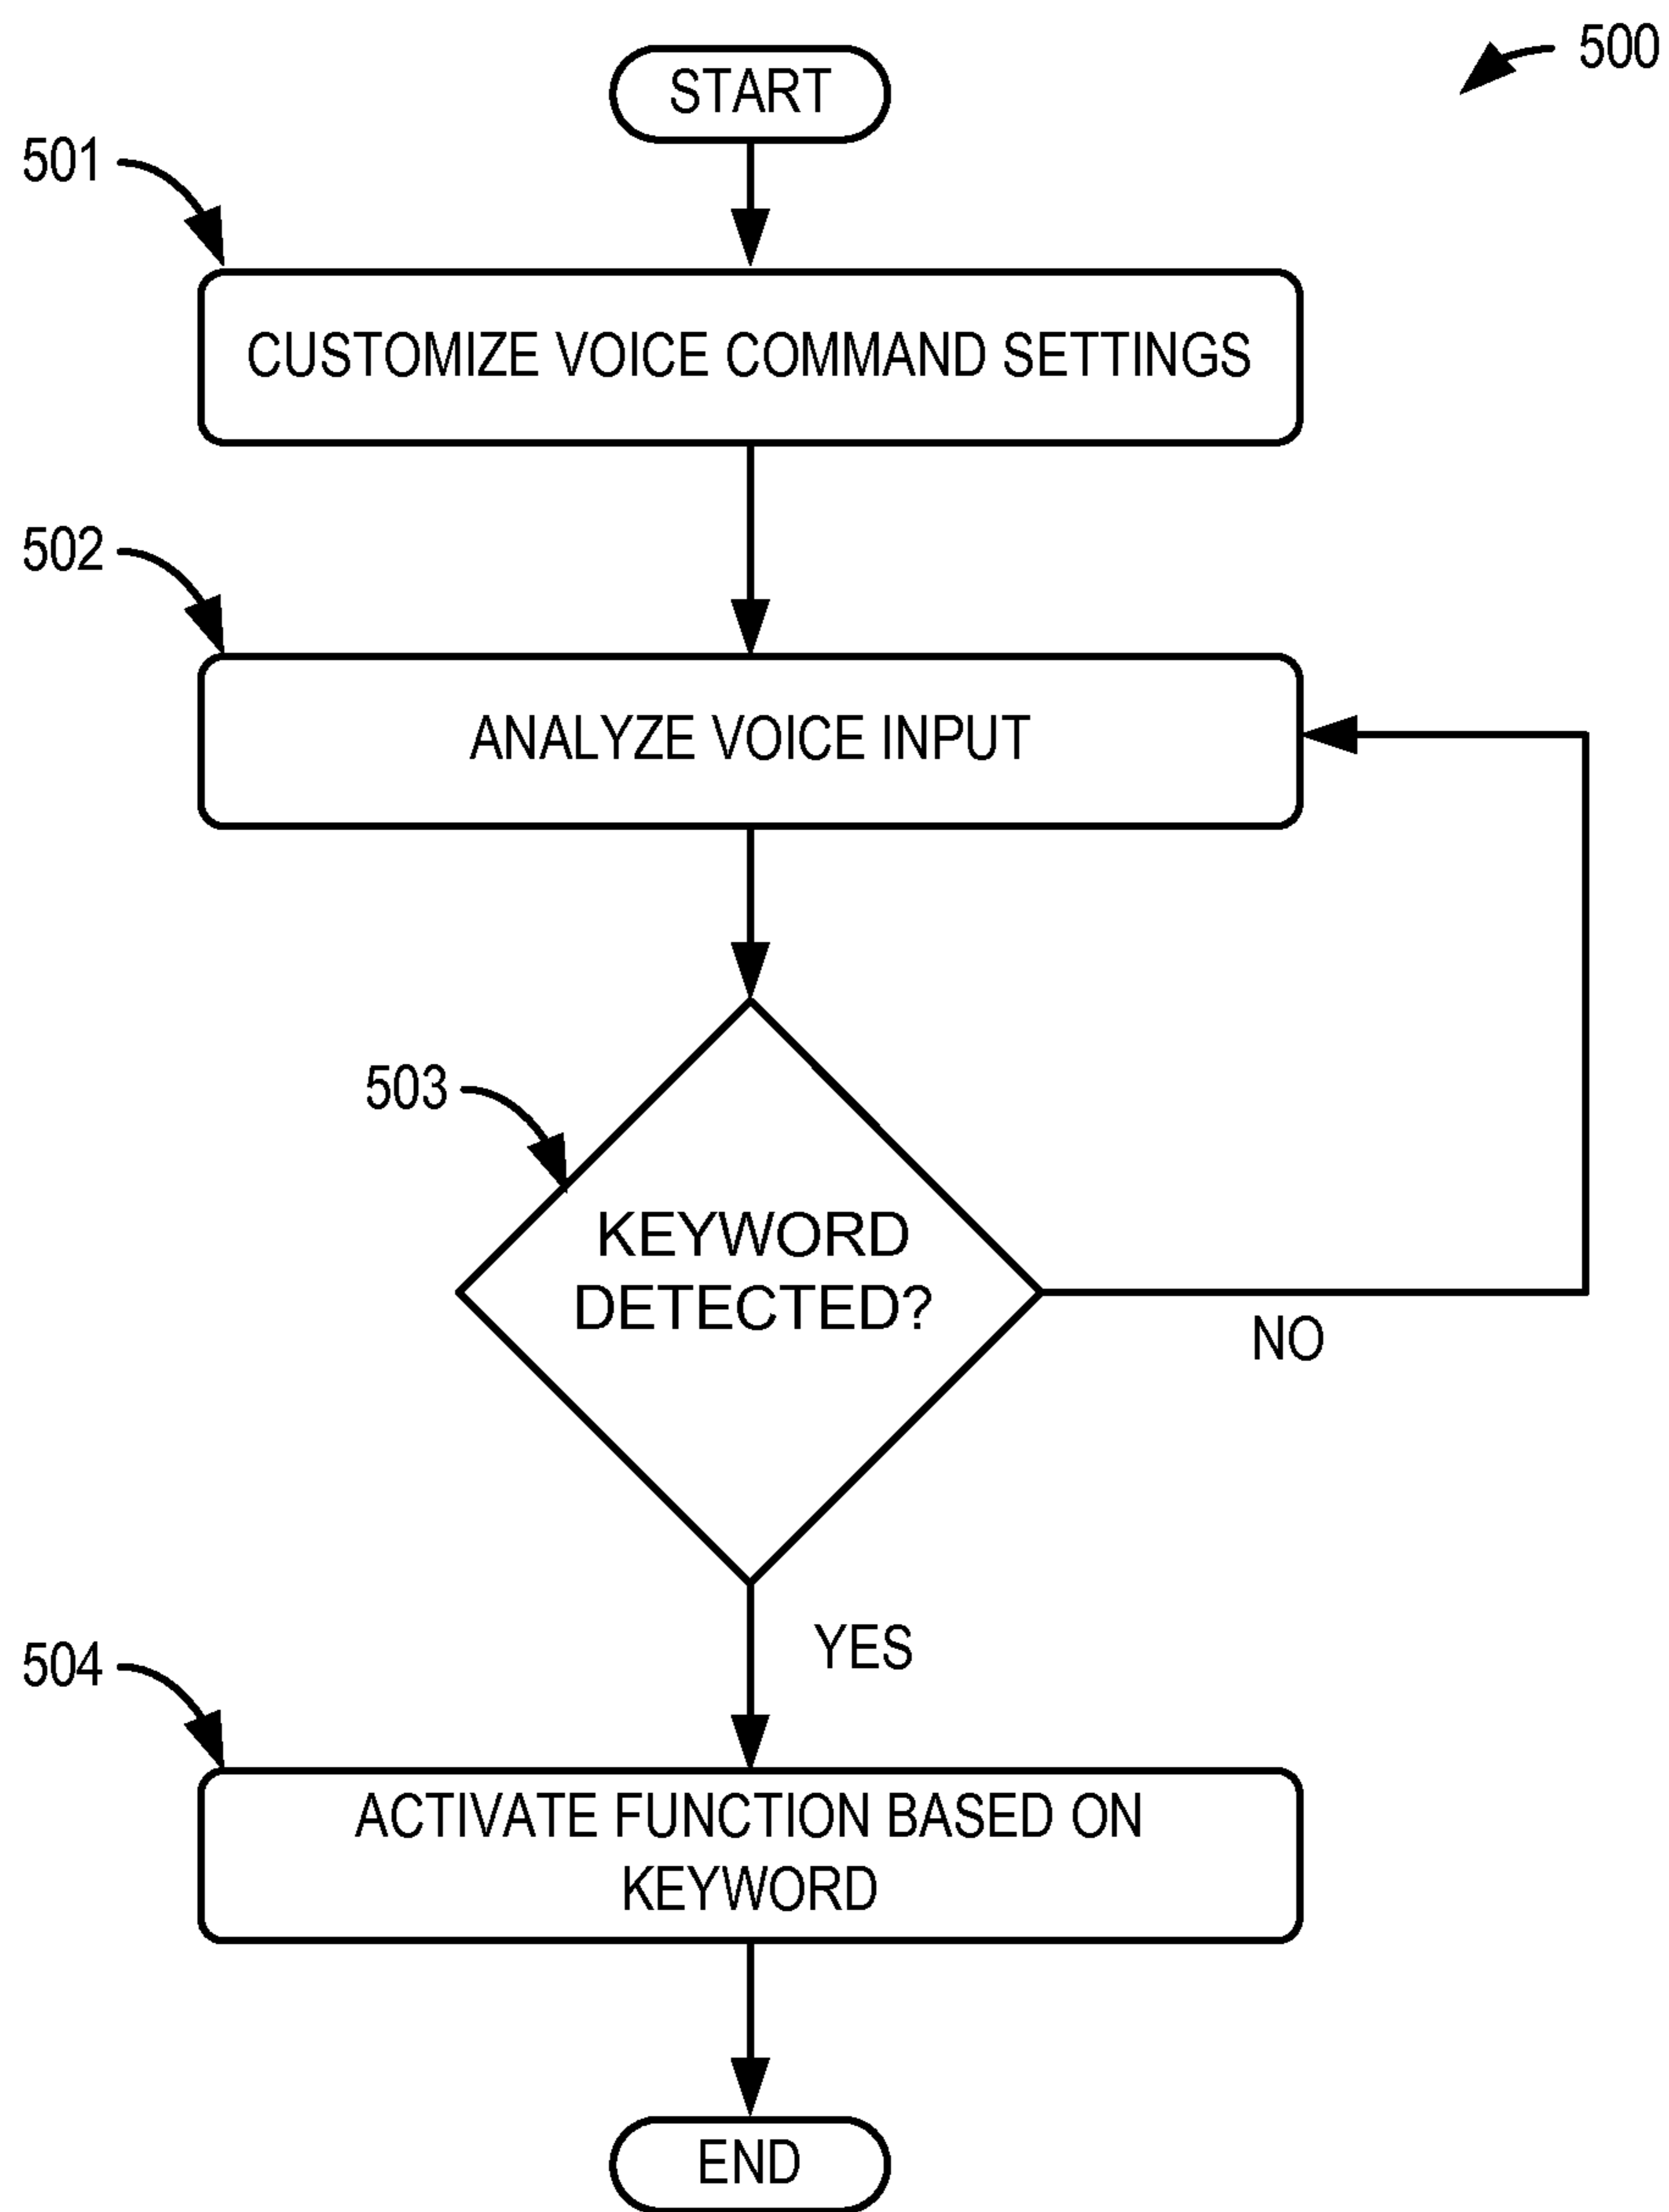 500
START
501
CUSTOMIZE VOICE COMMAND SETTINGS
502
ANALYZE VOICE INPUT
503
KEYWORD
DETECTED?
NO
YES
504
ACTIVATE FUNCTION BASED ON
KEYWORD
END